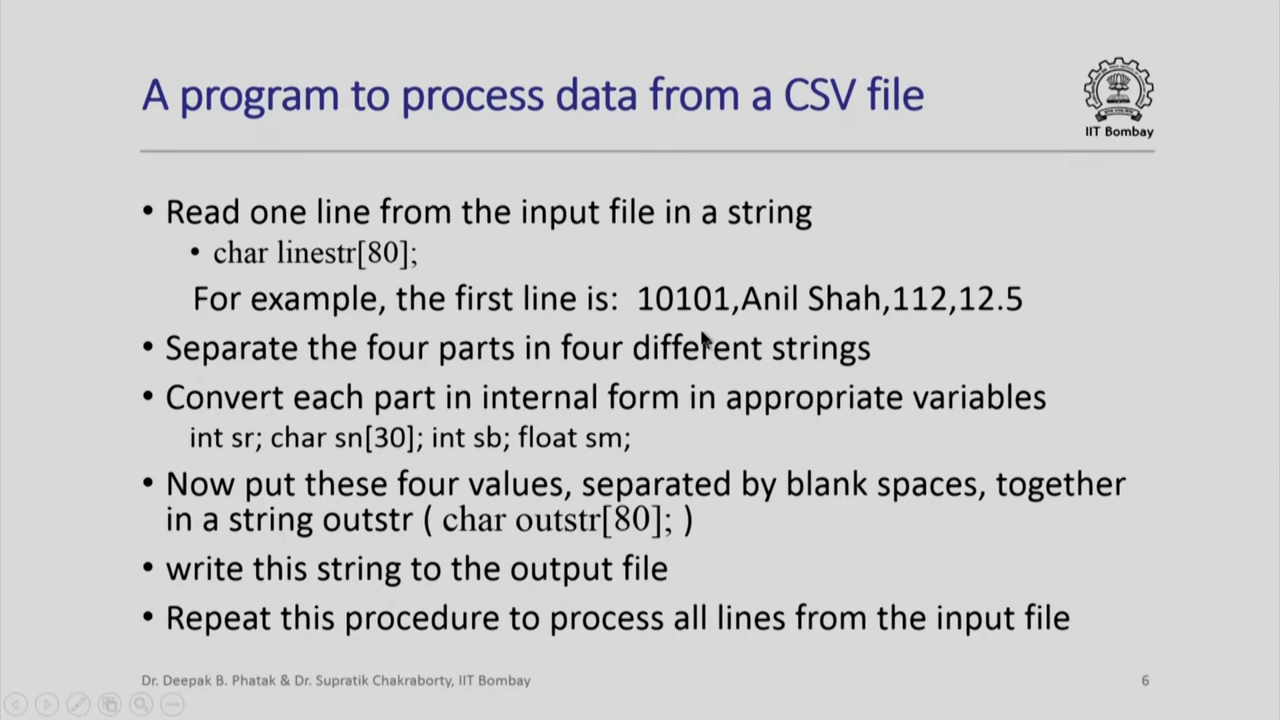 A program to process data from a CSV file
IIT Bombay
• Read one line from the input file in a string
• char linestr[80];
For example, the first line is: 10101,Anil Shah,112,12.5
• Separate the four parts in four different strings
• Convert each part in internal form in appropriate variables
int sr; char sn[30]; int sb; float sm;
• Now put these four values, separated by blank spaces, together
in a string outstr ( char outstr[80]; )
• write this string to the output file
• Repeat this procedure to process all lines from the input file
Dr. Deepak B. Phatak & Dr. Supratik Chakraborty, IIT Bombay
6